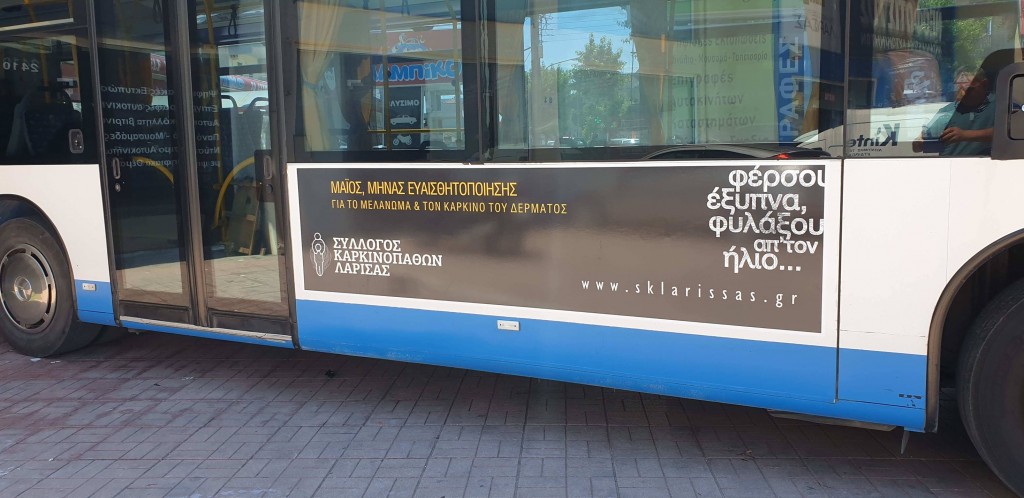 ΜΑΪΟΣ, ΜΗΝΑΣ ΕΥΑΙΣΘΗΤΟΠΟΙΗΣΗΣ
ΓΙΑ ΤΟ ΜΕΛΑΝΩΜΑ & ΤΟΝ ΚΑΡΚΙΝΟ ΤΟΥ ΔΕΡΜΑΤΟΣ
ΣΥΛΛΟΓΟΣ
ΚΑΡΚΙΝΟΠΑΘΩΝ
ΛΑΡΙΣΑΣ
φέρσου
έξυπνα,
φυλάξου
απ'τον
ήλιο...
www.sklarissas.gr